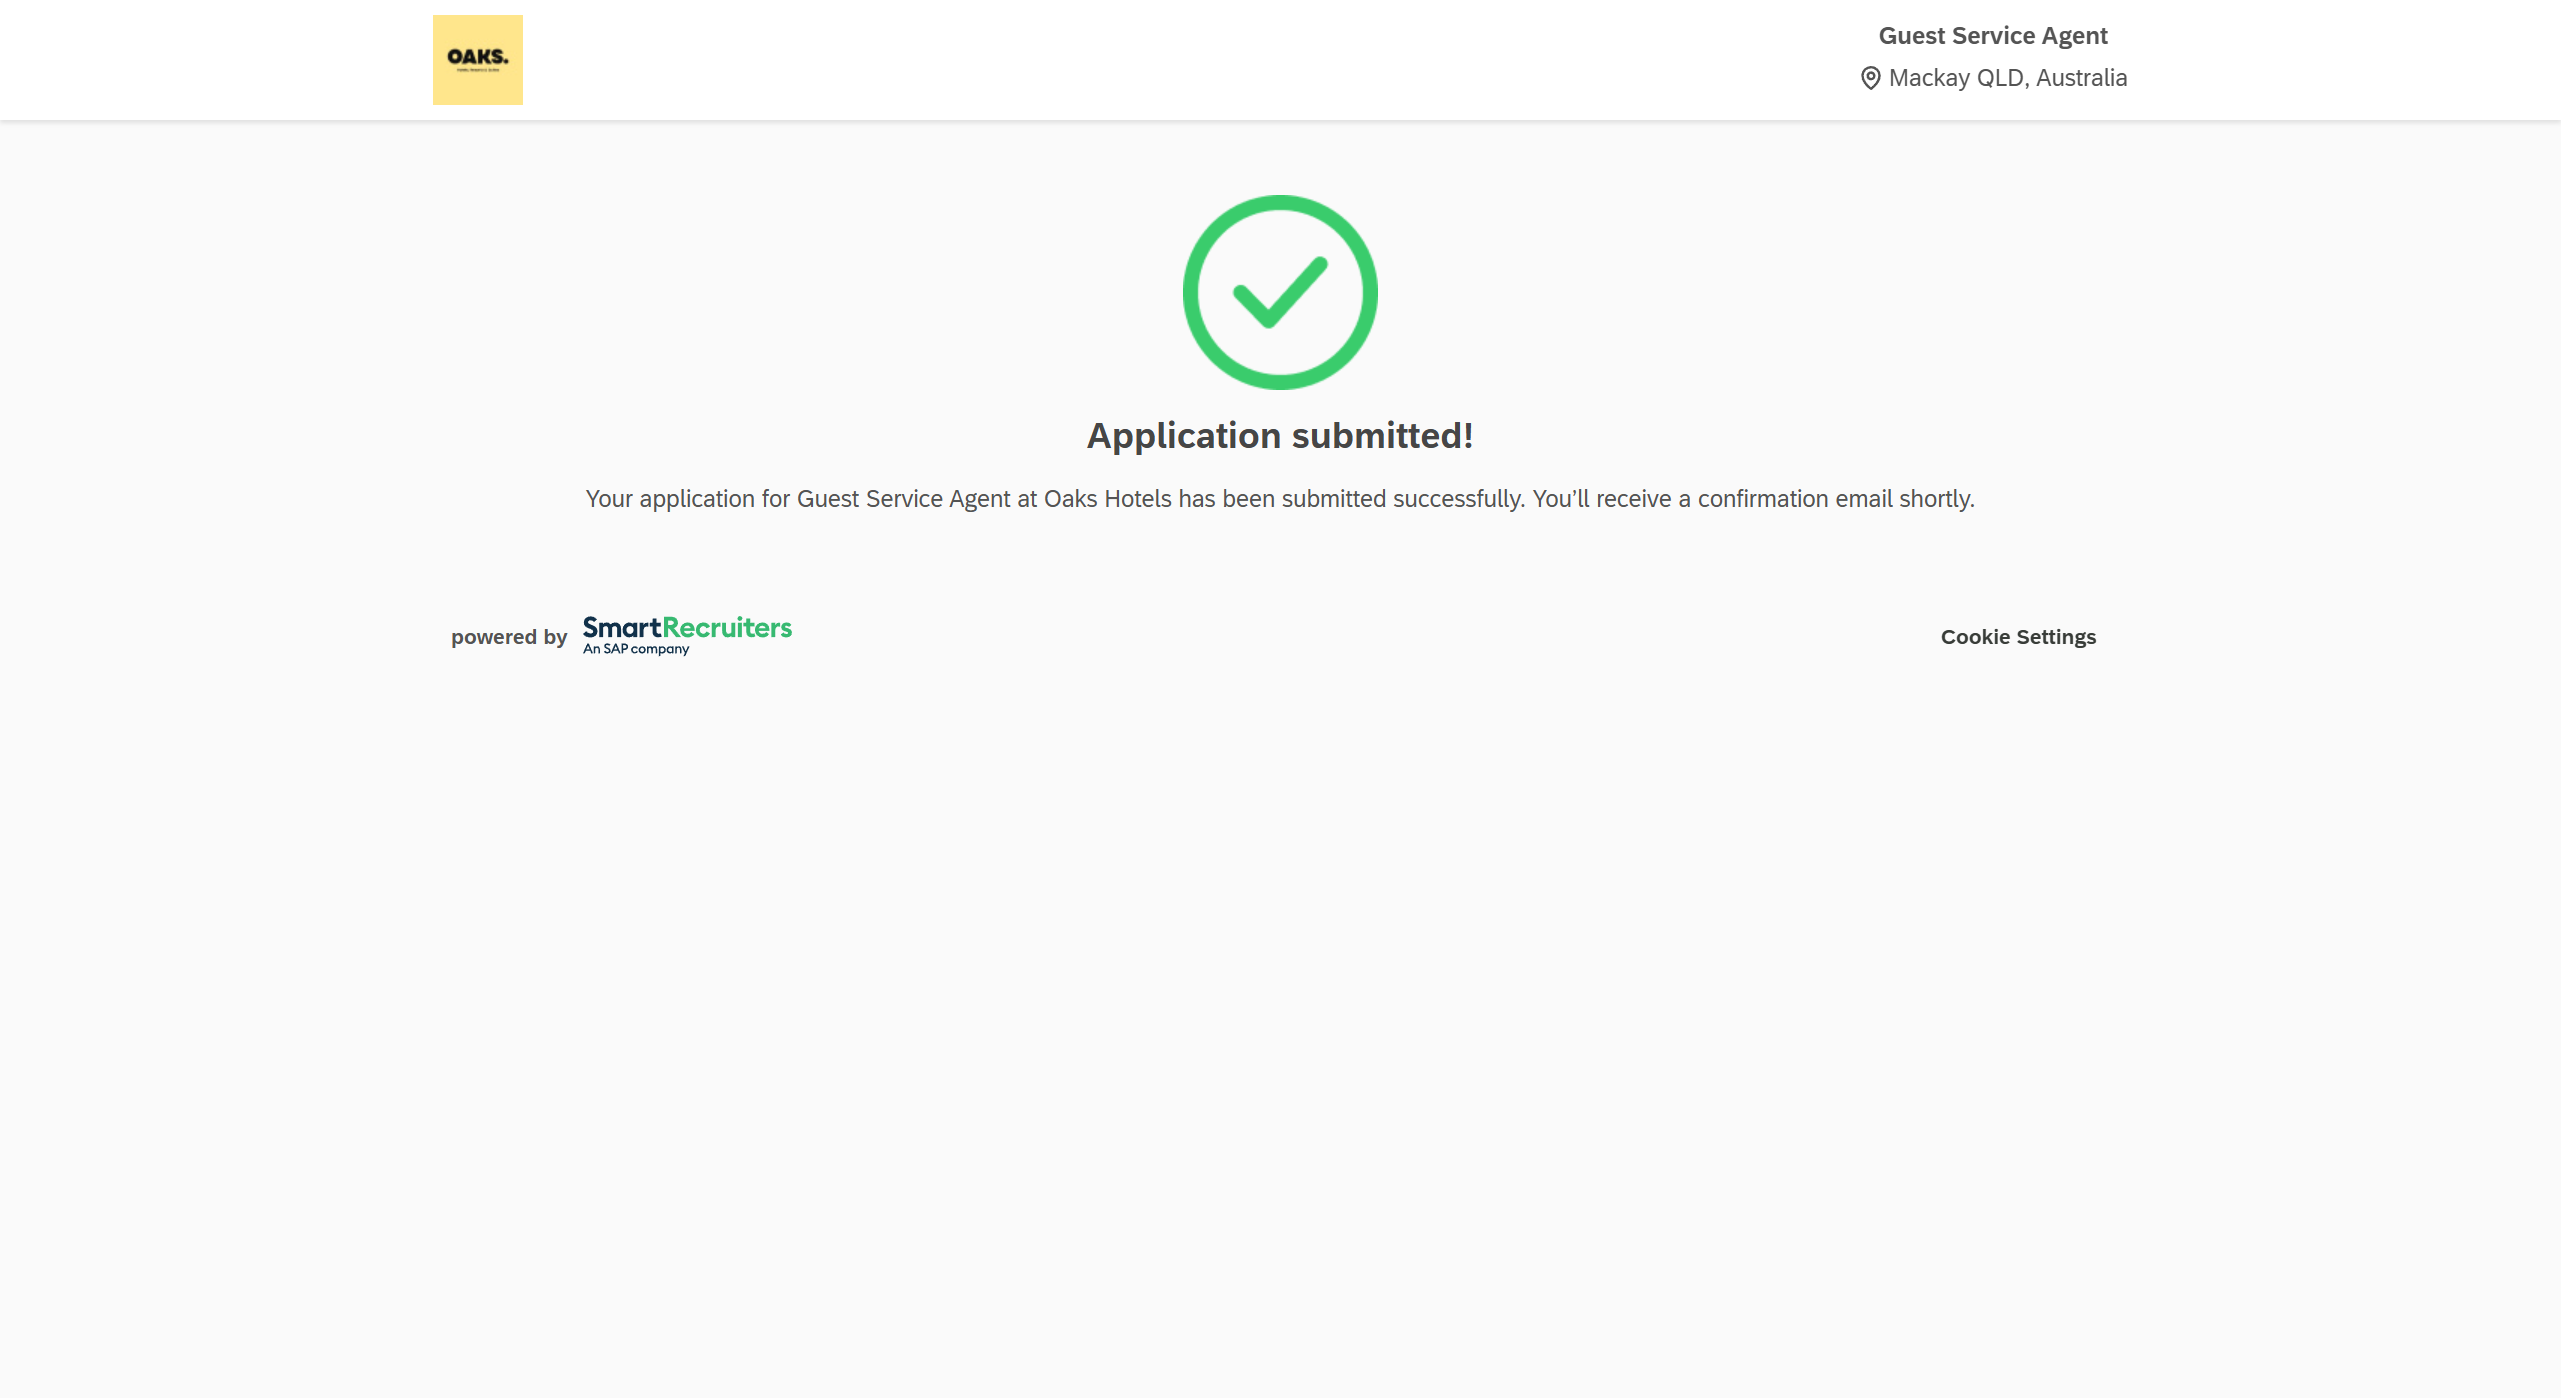 OAKS.
Guest Service Agent
Mackay QLD, Australia
Application submitted!
Your application for Guest Service Agent at Oaks Hotels has been submitted successfully. You’ll receive a confirmation email shortly.
powered by SmartRecruiters
An SAP company
Cookie Settings